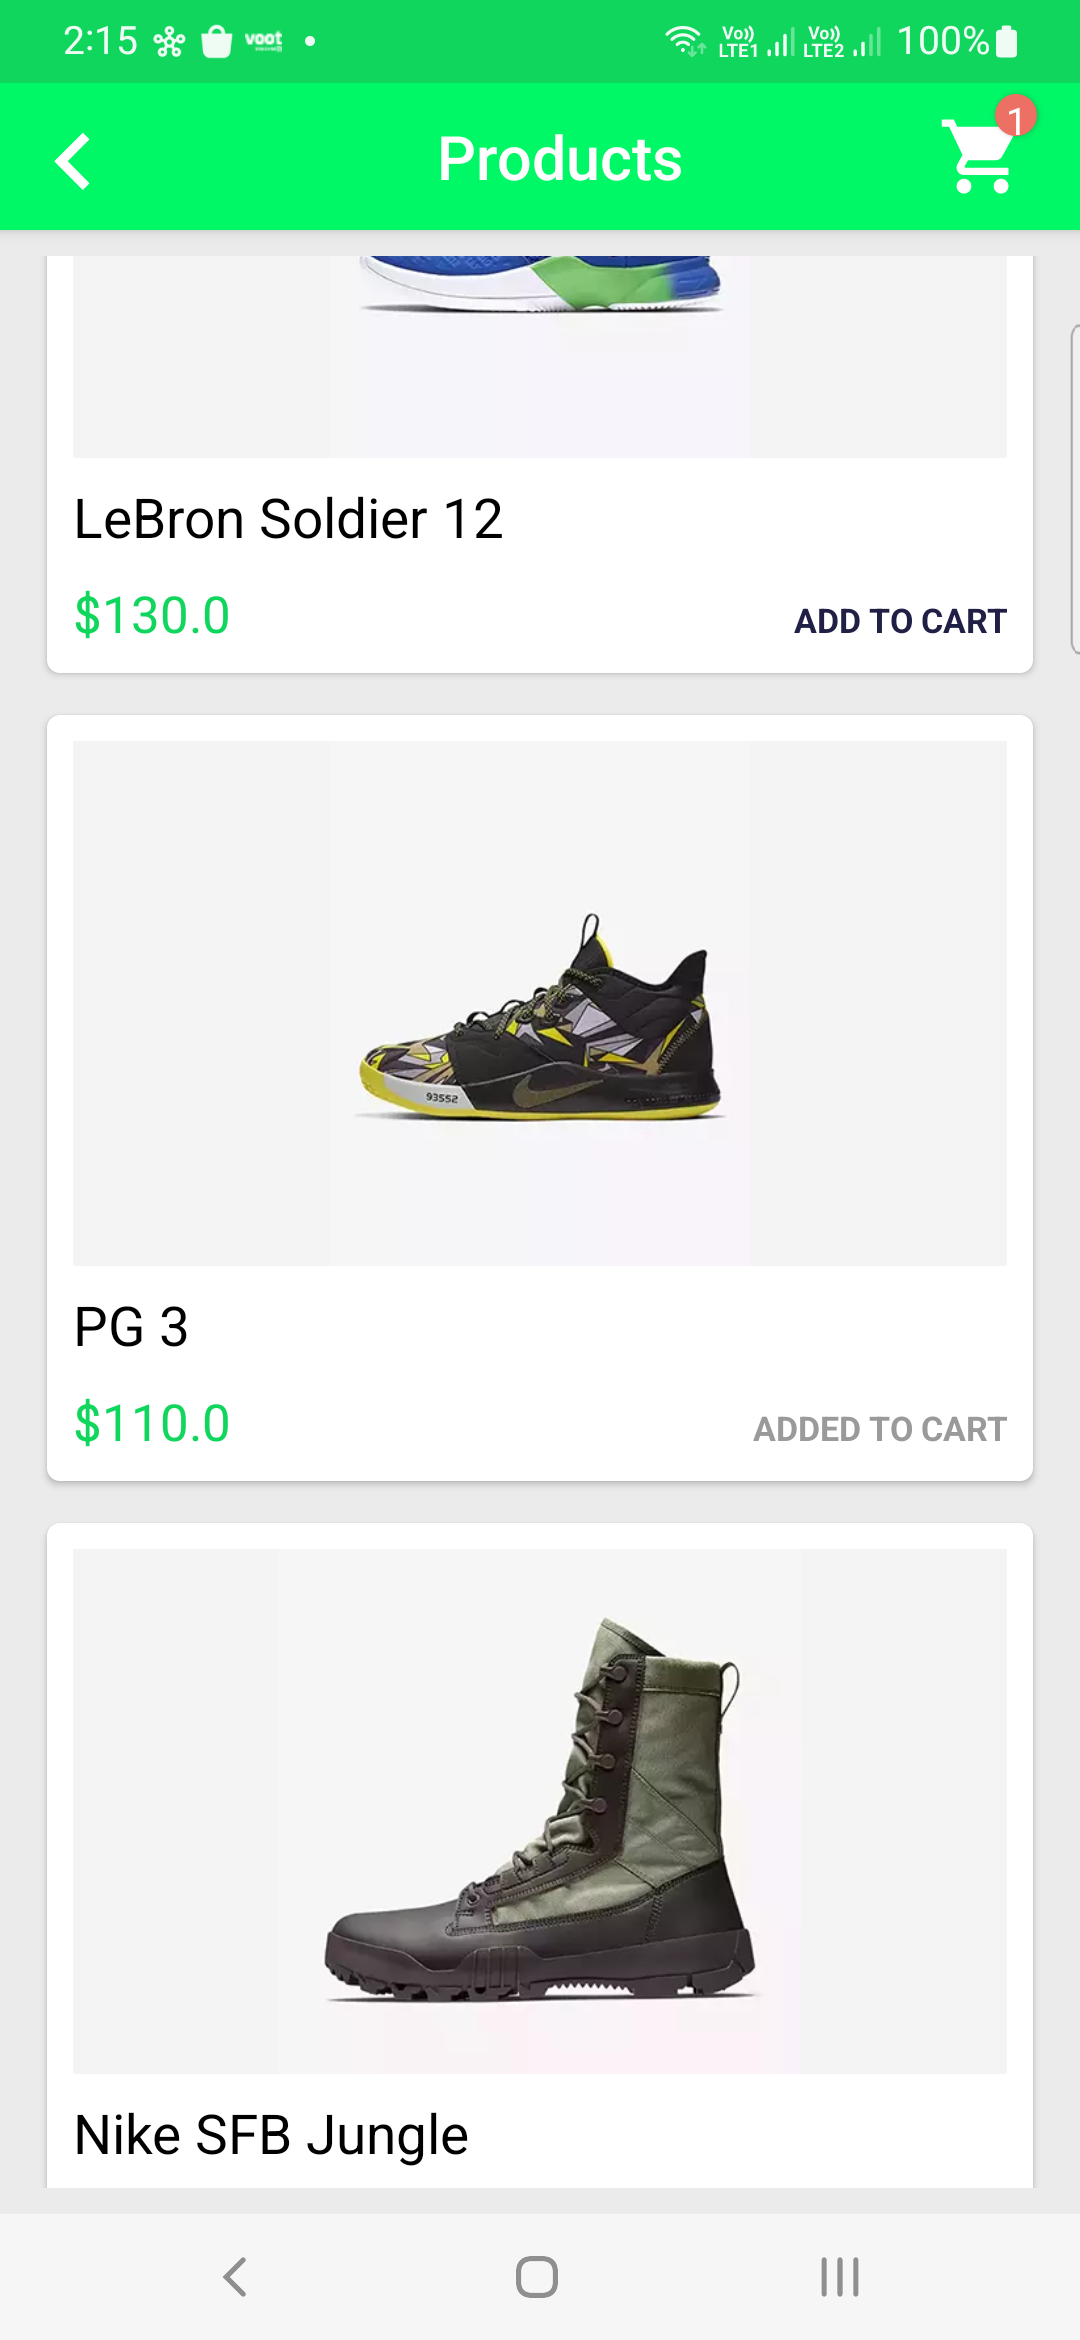 2:15 voot 100%
Vo)) LTE1 Vo)) LTE2
Products
1
LeBron Soldier 12
$130.0
ADD TO CART
93552
PG 3
$110.0
ADDED TO CART
Nike SFB Jungle